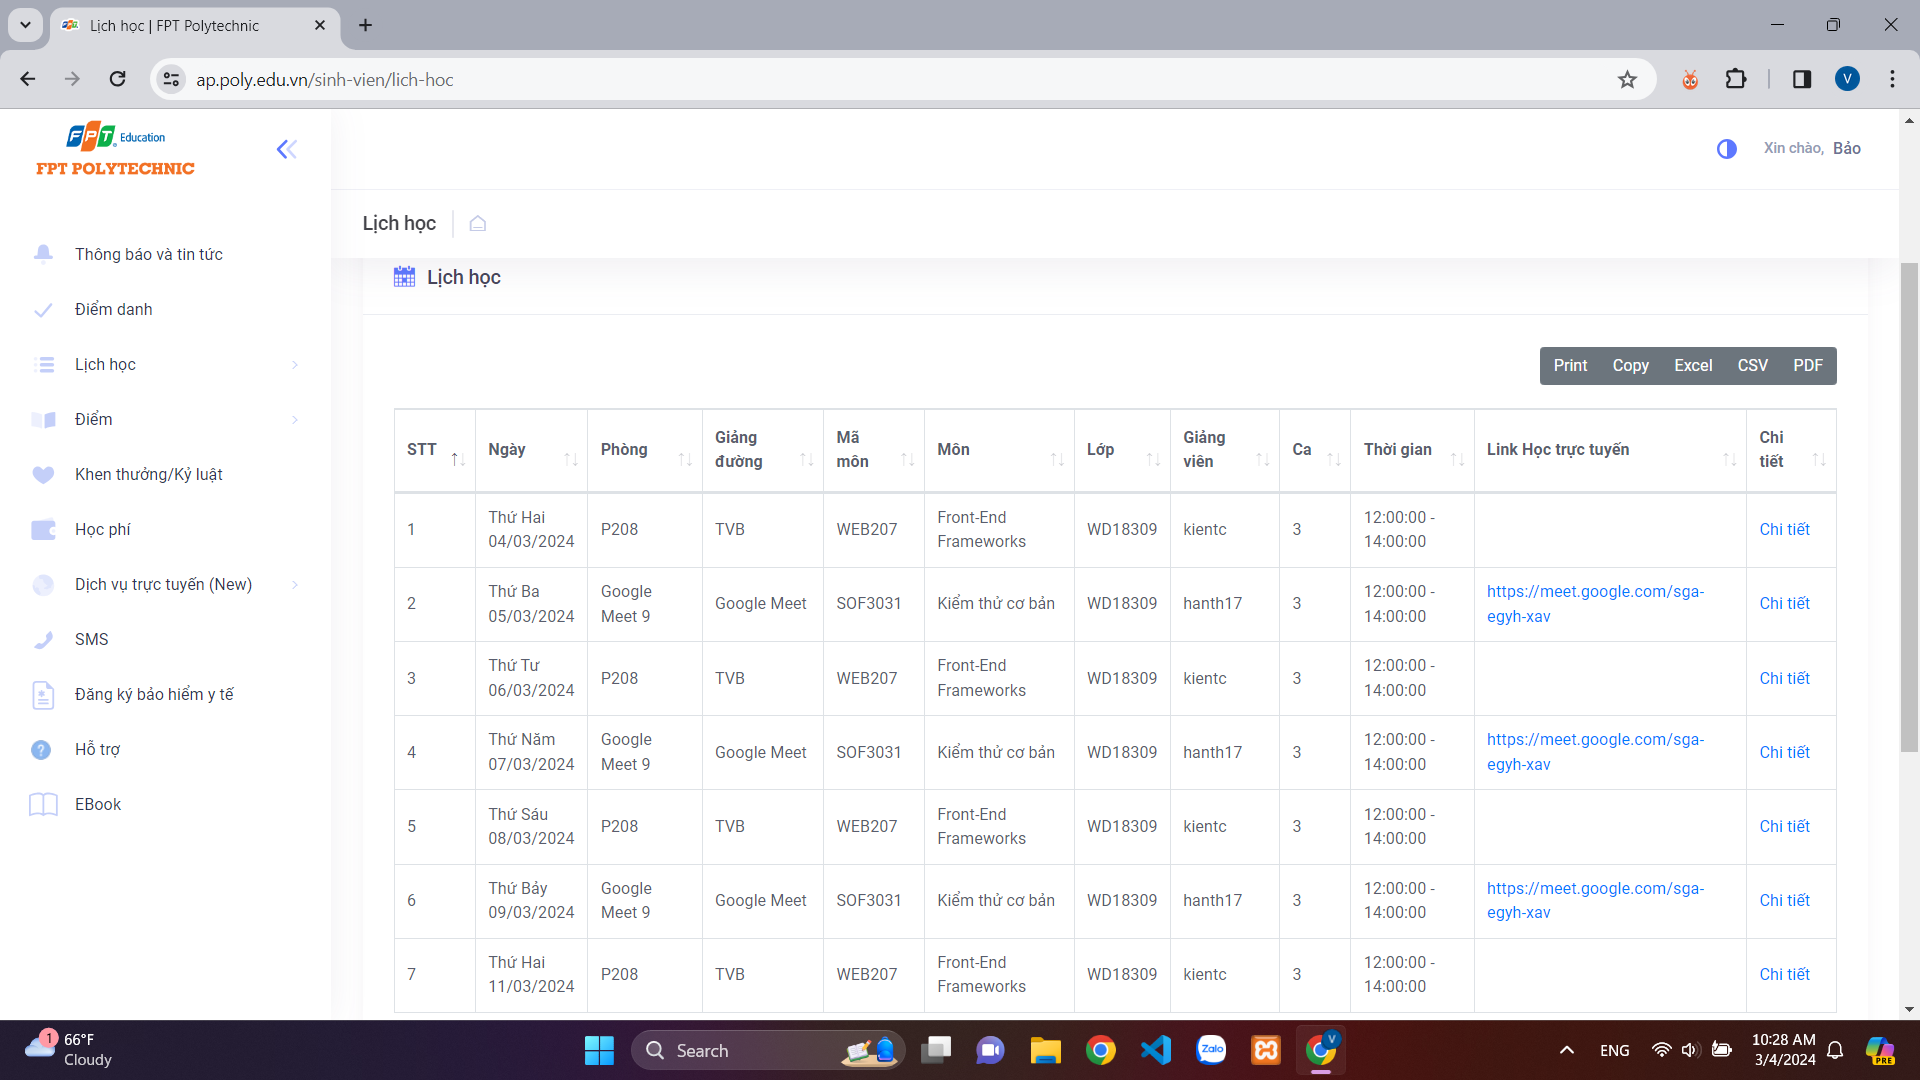 Lịch học | FPT Polytechnic
ap.poly.edu.vn/sinh-vien/lich-hoc
V
FPT Education
FPT POLYTECHNIC
Xin chào, Bảo
Lịch học
Thông báo và tin tức
Điểm danh
Lịch học
Điểm
Khen thưởng/Kỷ luật
Học phí
Dịch vụ trực tuyến (New)
SMS
Đăng ký bảo hiểm y tế
Hỗ trợ
EBook
Lịch học
Print Copy Excel CSV PDF
STT Ngày Phòng Giảng đường Mã môn Môn Lớp Giảng viên Ca Thời gian Link Học trực tuyến Chi tiết
1 Thứ Hai 04/03/2024 P208 TVB WEB207 Front-End Frameworks WD18309 kientc 3 12:00:00 - 14:00:00 Chi tiết
2 Thứ Ba 05/03/2024 Google Meet 9 Google Meet SOF3031 Kiểm thử cơ bản WD18309 hanth17 3 12:00:00 - 14:00:00 https://meet.google.com/sga-egyh-xav Chi tiết
3 Thứ Tư 06/03/2024 P208 TVB WEB207 Front-End Frameworks WD18309 kientc 3 12:00:00 - 14:00:00 Chi tiết
4 Thứ Năm 07/03/2024 Google Meet 9 Google Meet SOF3031 Kiểm thử cơ bản WD18309 hanth17 3 12:00:00 - 14:00:00 https://meet.google.com/sga-egyh-xav Chi tiết
5 Thứ Sáu 08/03/2024 P208 TVB WEB207 Front-End Frameworks WD18309 kientc 3 12:00:00 - 14:00:00 Chi tiết
6 Thứ Bảy 09/03/2024 Google Meet 9 Google Meet SOF3031 Kiểm thử cơ bản WD18309 hanth17 3 12:00:00 - 14:00:00 https://meet.google.com/sga-egyh-xav Chi tiết
7 Thứ Hai 11/03/2024 P208 TVB WEB207 Front-End Frameworks WD18309 kientc 3 12:00:00 - 14:00:00 Chi tiết
1
66°F
Cloudy
Search
Zalo
V
ENG
10:28 AM
3/4/2024
PRE